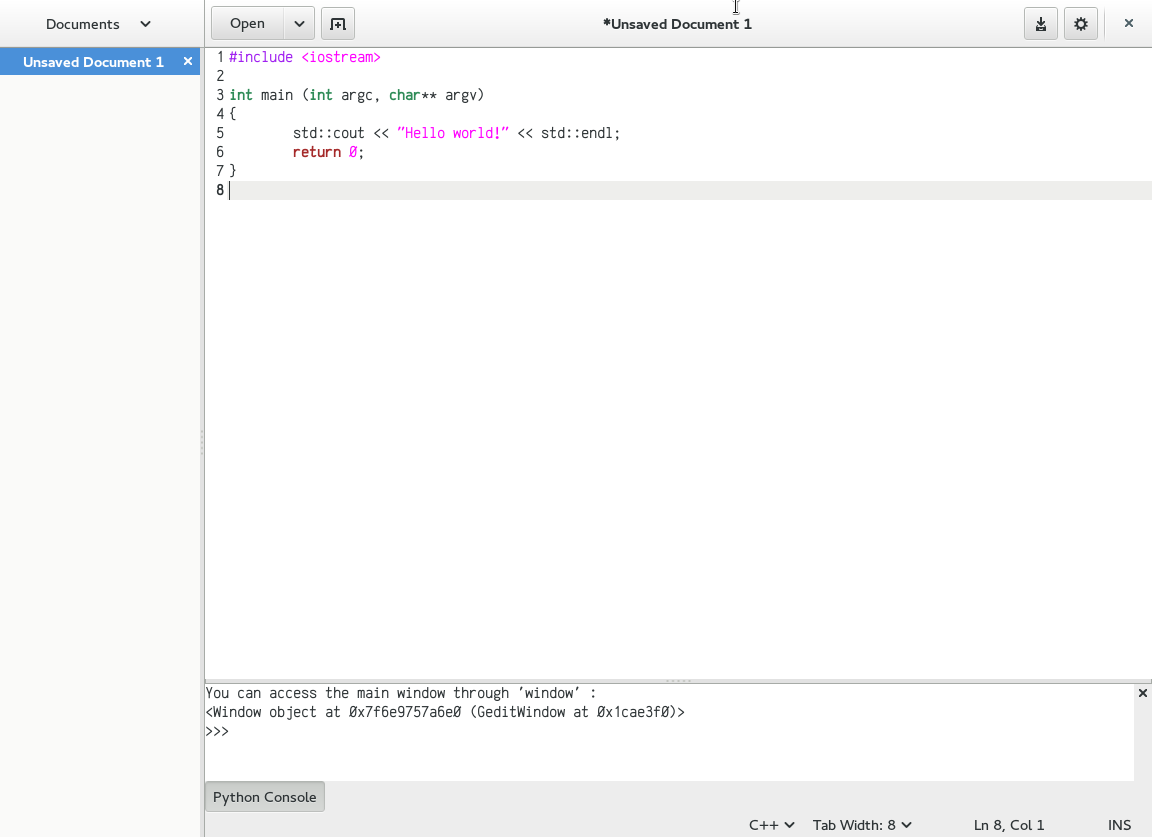 Documents
Open
*Unsaved Document 1
Unsaved Document 1
1 #include <iostream>
2
3 int main (int argc, char** argv)
4 {
5 std::cout << "Hello world!" << std::endl;
6 return 0;
7 }
8
You can access the main window through 'window' :
<Window object at 0x7f6e9757a6e0 (GeditWindow at 0x1cae3f0)>
>>>
Python Console
C++ Tab Width: 8 Ln 8, Col 1 INS